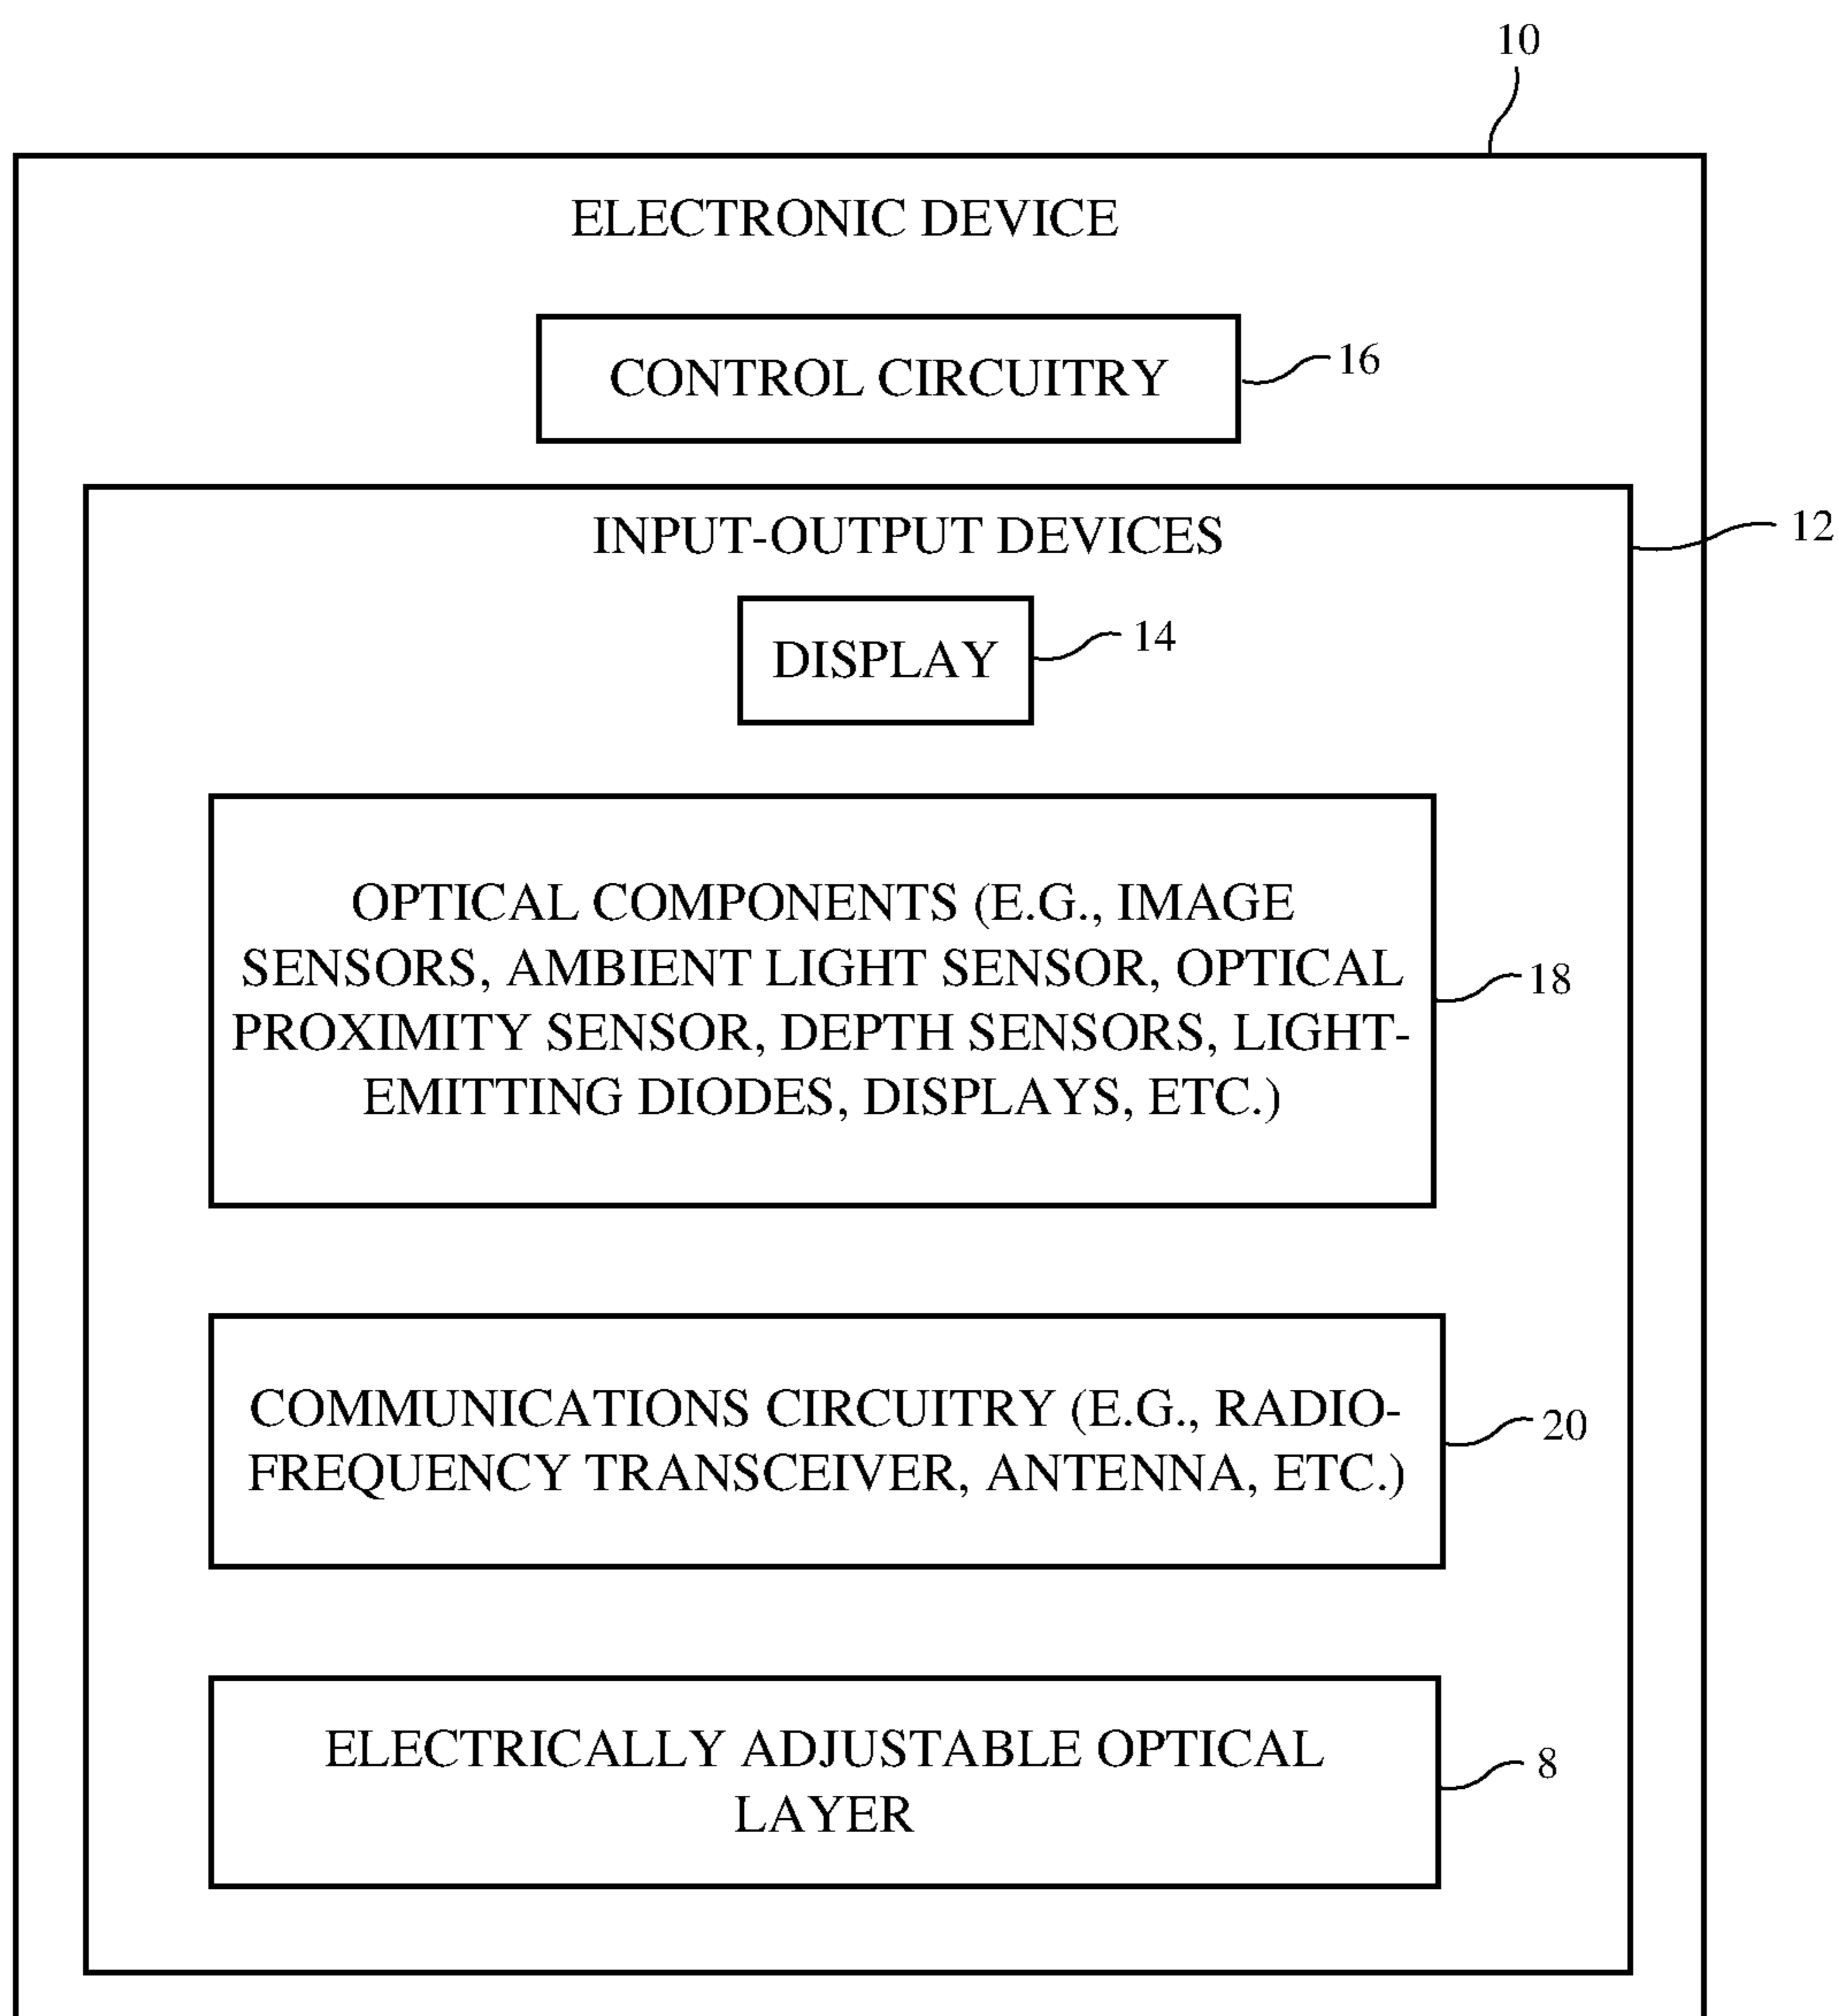 10
ELECTRONIC DEVICE
CONTROL CIRCUITRY
16
INPUT-OUTPUT DEVICES
12
DISPLAY
14
OPTICAL COMPONENTS (E.G., IMAGE
SENSORS, AMBIENT LIGHT SENSOR, OPTICAL
PROXIMITY SENSOR, DEPTH SENSORS, LIGHT-
EMITTING DIODES, DISPLAYS, ETC.)
18
COMMUNICATIONS CIRCUITRY (E.G., RADIO-
FREQUENCY TRANSCEIVER, ANTENNA, ETC.)
20
ELECTRICALLY ADJUSTABLE OPTICAL
LAYER
8